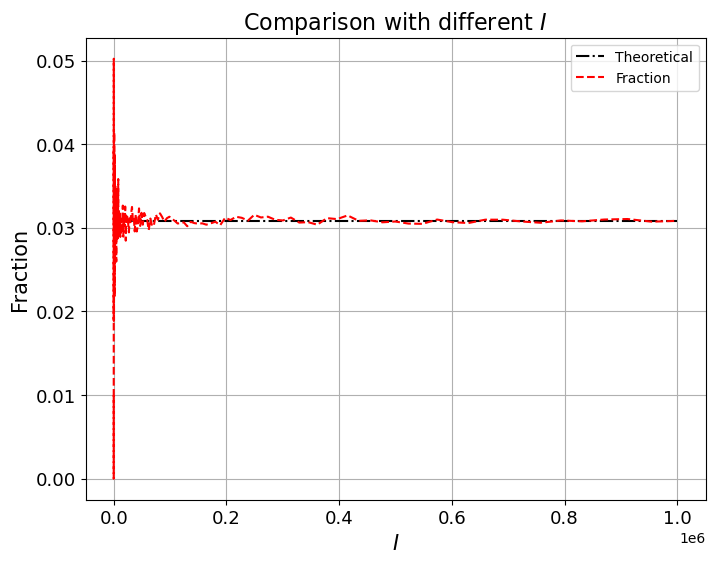 Comparison with different I
Theoretical
Fraction
0.05
0.04
0.03
0.02
0.01
0.00
Fraction
0.0 0.2 0.4 0.6 0.8 1.0
1e6
I